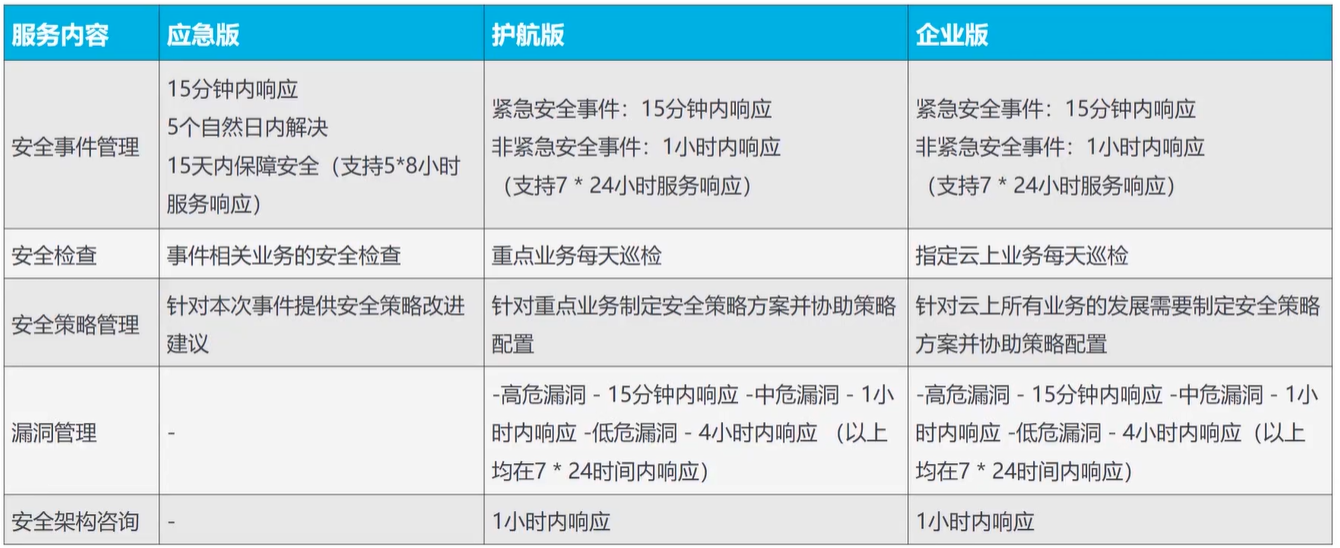 服务内容
应急版
护航版
企业版
安全事件管理
15分钟内响应
5个自然日内解决
15天内保障安全（支持5*8小时
服务响应）
紧急安全事件：15分钟内响应
非紧急安全事件：1小时内响应
（支持7 * 24小时服务响应）
紧急安全事件：15分钟内响应
非紧急安全事件：1小时内响应
（支持7 * 24小时服务响应）
安全检查
事件相关业务的安全检查
重点业务每天巡检
指定云上业务每天巡检
安全策略管理
针对本次事件提供安全策略改进
建议
针对重点业务制定安全策略方案并协助策略
配置
针对云上所有业务的发展需要制定安全策略
方案并协助策略配置
漏洞管理
-
-高危漏洞 - 15分钟内响应 -中危漏洞 - 1小
时内响应 -低危漏洞 - 4小时内响应 （以上
均在7 * 24时间内响应）
-高危漏洞 - 15分钟内响应 -中危漏洞 - 1小
时内响应 -低危漏洞 - 4小时内响应（以上
均在7 * 24时间内响应）
安全架构咨询
-
1小时内响应
1小时内响应